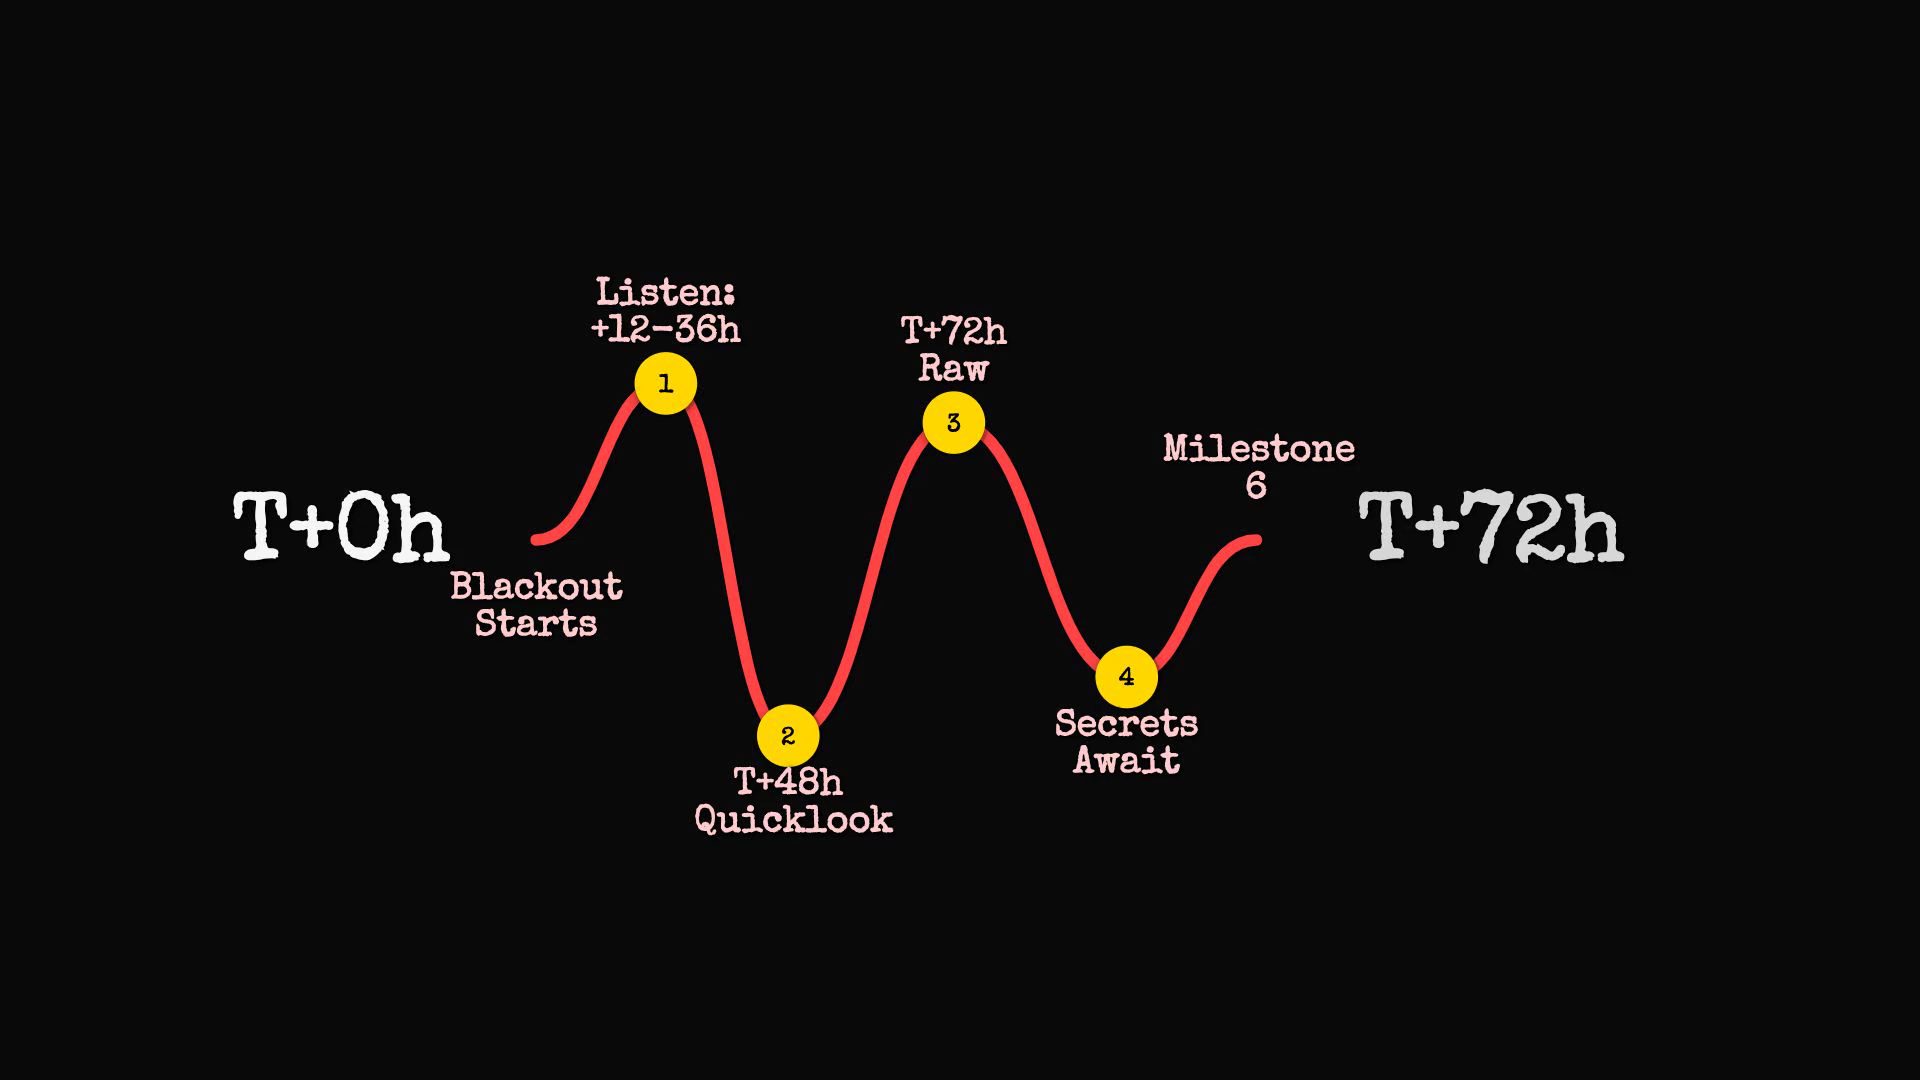 T+0h
Blackout
Starts
Listen:
+12-36h
1
2
T+48h
Quicklook
T+72h
Raw
3
4
Secrets
Await
Milestone
6
T+72h